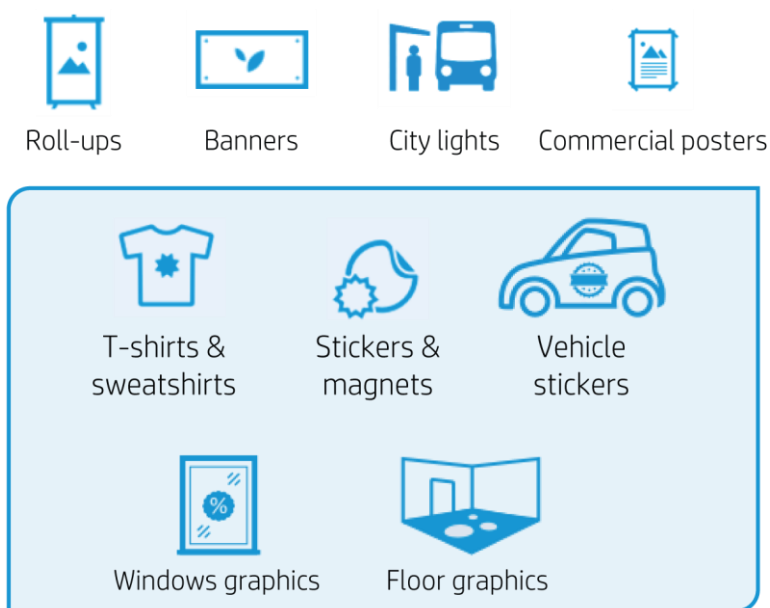 Roll-ups
Banners
City lights
Commercial posters
T-shirts &
sweatshirts
Stickers &
magnets
Vehicle
stickers
%
Windows graphics
Floor graphics